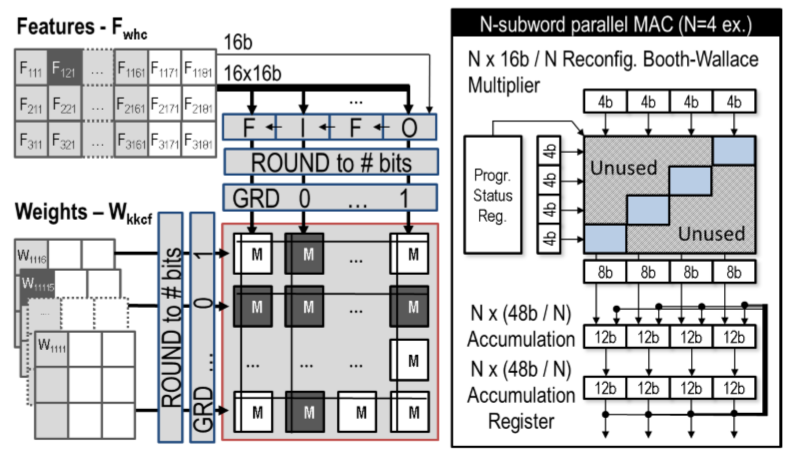 Features - Fwhc
16b
16x16b
F111 F121 ... F1161 F1171 F1181
F211 F221 ... F2161 F2171 F2181
F311 F321 ... F3161 F3171 F3181
...
F I F O
ROUND to # bits
GRD 0 ... 1
Weights – Wkkcf
W1116
W11115
...
W1111
ROUND to # bits
GRD ... 0 1
M M ... M
M M ... M
... ... M
M M M M
N-subword parallel MAC (N=4 ex.)
N x 16b / N Reconfig. Booth-Wallace
Multiplier
4b 4b 4b 4b
Progr.
Status
Reg.
4b
4b
4b
4b
Unused
Unused
8b 8b 8b 8b
N x (48b / N)
Accumulation
12b 12b 12b 12b
N x (48b / N)
Accumulation
Register
12b 12b 12b 12b